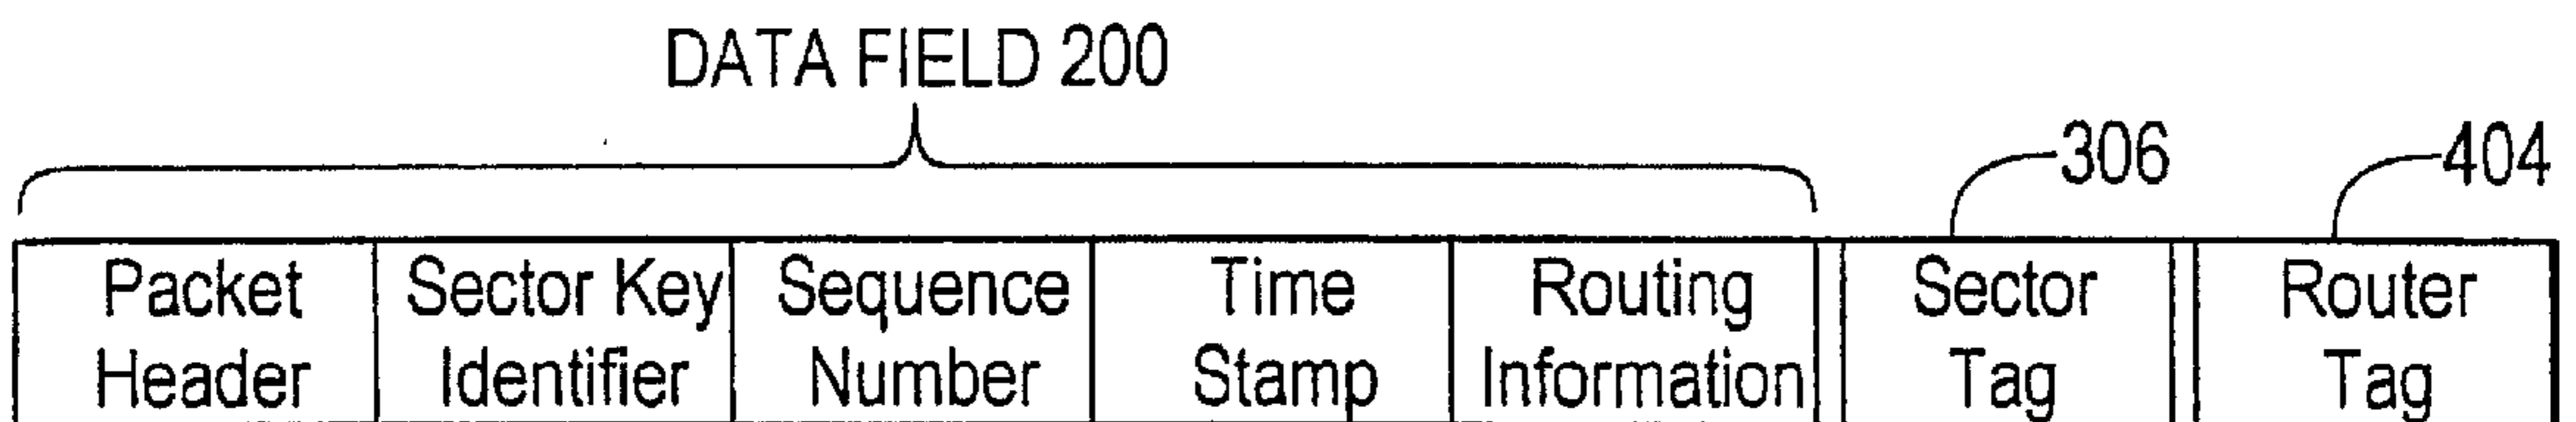 DATA FIELD 200
306
404
Packet Header
Sector Key Identifier
Sequence Number
Time Stamp
Routing Information
Sector Tag
Router Tag